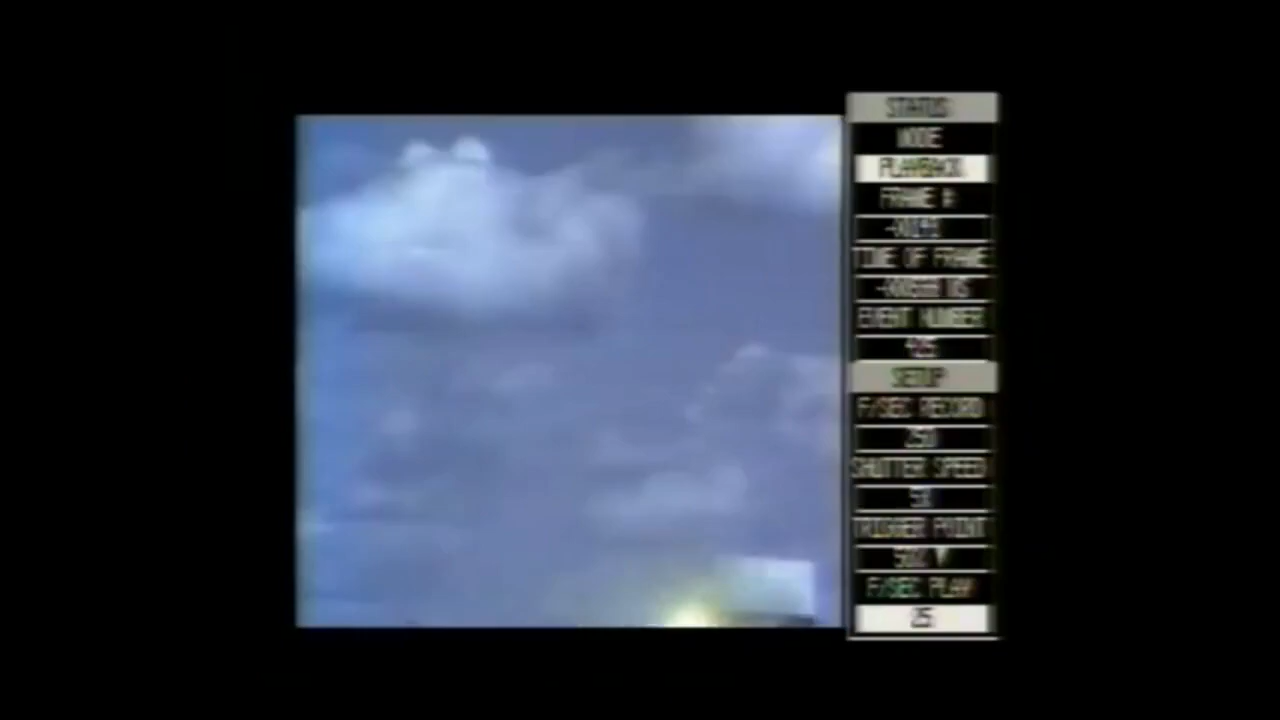 STATUS
MODE
PLAYBACK
FRAME #
TIME OF FRAME
EVENT NUMBER
SETUP
F/SEC RECORD
250
SHUTTER SPEED
TRIGGER POINT
50% ▼
F/SEC PLAY
25